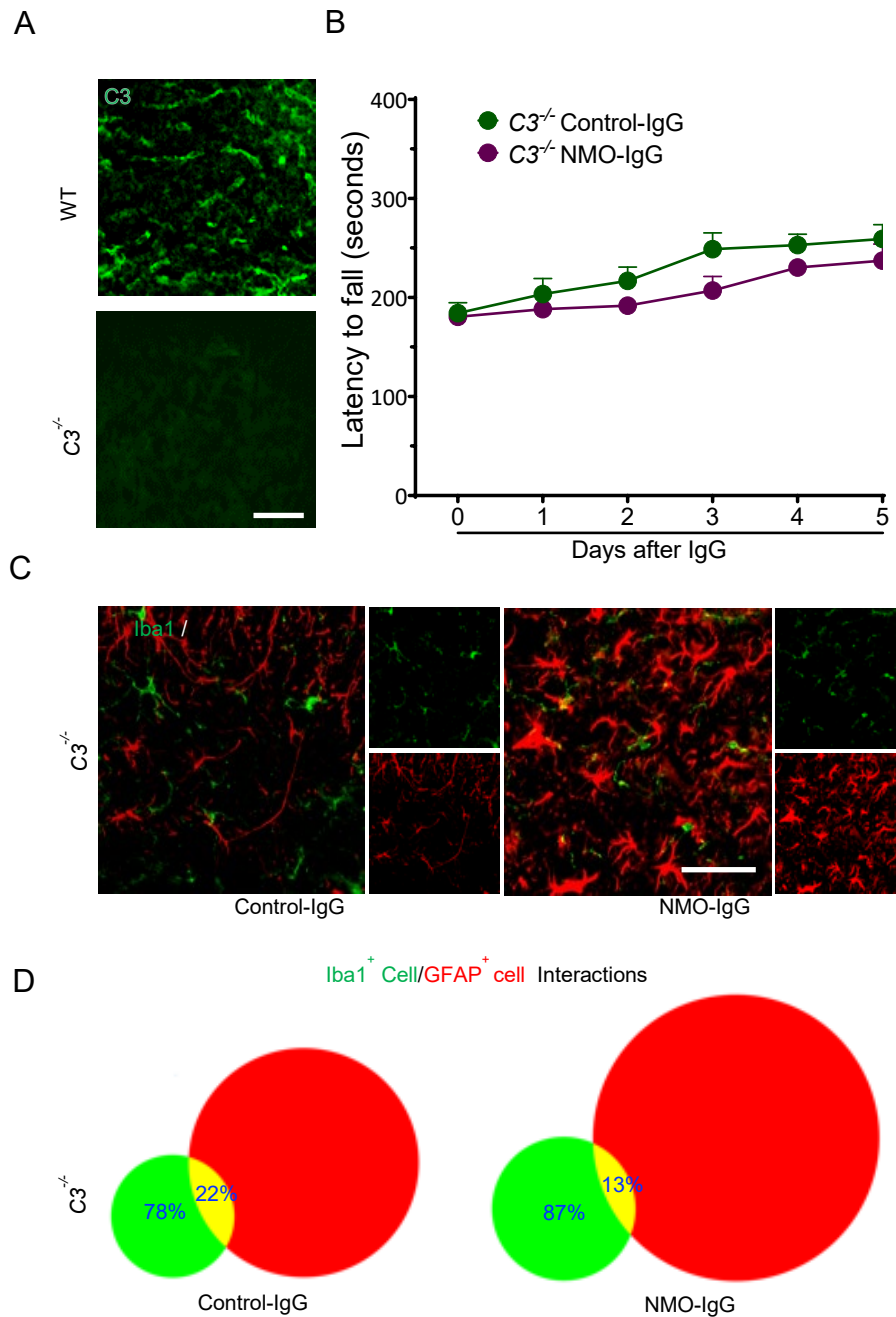 A
B
C3
WT
C3-/-
C3-/- Control-IgG
C3-/- NMO-IgG
Latency to fall (seconds)
400
300
200
100
0
0 1 2 3 4 5
Days after IgG
C
Iba1 /
C3-/-
Control-IgG
NMO-IgG
D
Iba1+ Cell/GFAP+ cell Interactions
C3-/-
78%
22%
87%
13%
Control-IgG
NMO-IgG